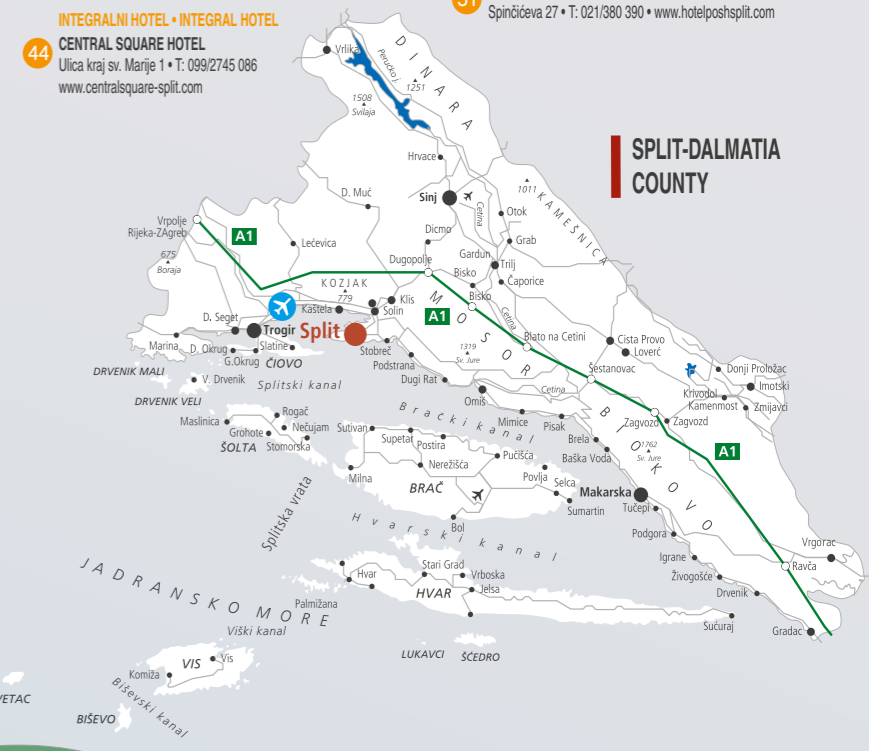 INTEGRALNI HOTEL • INTEGRAL HOTEL
44
CENTRAL SQUARE HOTEL
Ulica kraj sv. Marije 1 • T: 099/2745 086
www.centralsquare-split.com
Spinčićeva 27 • T: 021/380 390 • www.hotelposhsplit.com
SPLIT-DALMATIA
COUNTY
Vrlika
Perućko j.
DINARA
1251
1508
Svilaja
Hrvace
1011
KAMEŠNICA
Sinj
Cetina
Otok
D. Muć
Vrpolje
Rijeka-ZAgreb
A1
Lećevica
Dicmo
Grab
Dugopolje
Gardun
Trilj
675
Boraja
Bisko
Čaporice
KOZJAK
779
Bisko
Klis
Kaštela
Solin
MOSOR
A1
Cetina
D. Seget
Trogir
Split
Blato na Cetini
Cista Provo
Loverć
Marina
D. Okrug
Slatine
G.Okrug
ČIOVO
Stobreč
Podstrana
1319
Sv. Jure
Šestanovac
Donji Proložac
DRVENIK MALI
V. Drvenik
Splitski kanal
Dugi Rat
Cetina
Imotski
Krivodol
DRVENIK VELI
Omiš
Kamenmost
Zmijavci
Maslinica
Rogač
Sutivan
Brački kanal
Mimice
Pisak
Zagvozd
Zagvozd
Grohote
Nečujam
ŠOLTA
Stomorska
Supetar
Postira
Brela
BIOKOVO
1762
Sv. Jure
A1
Pučišća
Baška Voda
Nerežišća
Milna
Povlja
BRAČ
Selca
Makarska
Sumartin
Tučepi
Splitska vrata
Bol
Hvarski kanal
Podgora
Vrgorac
JADRANSKO MORE
Igrane
Ravča
Stari Grad
Hvar
Vrboska
Živogošće
HVAR
Jelsa
Drvenik
Palmižana
Sućuraj
Gradac
Viški kanal
LUKAVCI
ŠĆEDRO
VIS
Vis
Komiža
Biševski kanal
VETAC
BIŠEVO